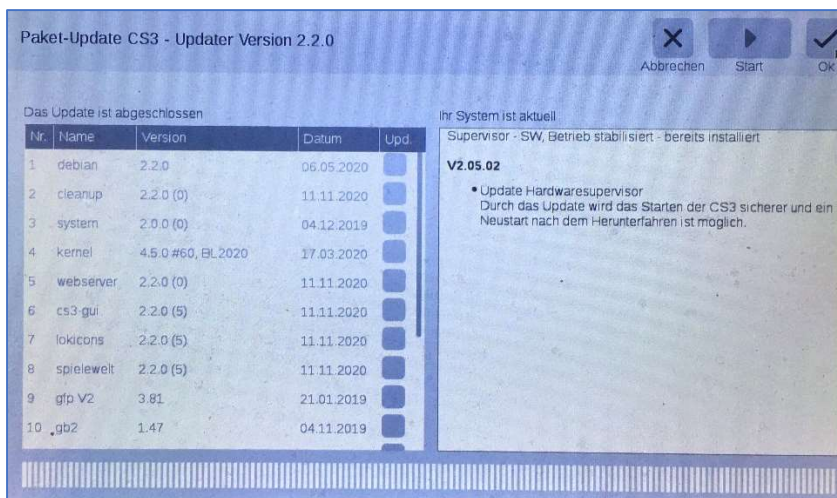 Paket-Update CS3 - Updater Version 2.2.0
Abbrechen Start Ok
Das Update ist abgeschlossen
Nr. Name Version Datum Upd.
1 debian 2.2.0 06.05.2020
2 cleanup 2.2.0 (0) 11.11.2020
3 system 2.0.0 (0) 04.12.2019
4 kernel 4.5.0 #60, BL2020 17.03.2020
5 webserver 2.2.0 (0) 11.11.2020
6 cs3-gui 2.2.0 (5) 11.11.2020
7 lokicons 2.2.0 (5) 11.11.2020
8 spielewelt 2.2.0 (5) 11.11.2020
9 gfp V2 3.81 21.01.2019
10 gb2 1.47 04.11.2019
Ihr System ist aktuell
Supervisor - SW, Betrieb stabilisiert - bereits installiert
V2.05.02
• Update Hardwaresupervisor
Durch das Update wird das Starten der CS3 sicherer und ein
Neustart nach dem Herunterfahren ist möglich.